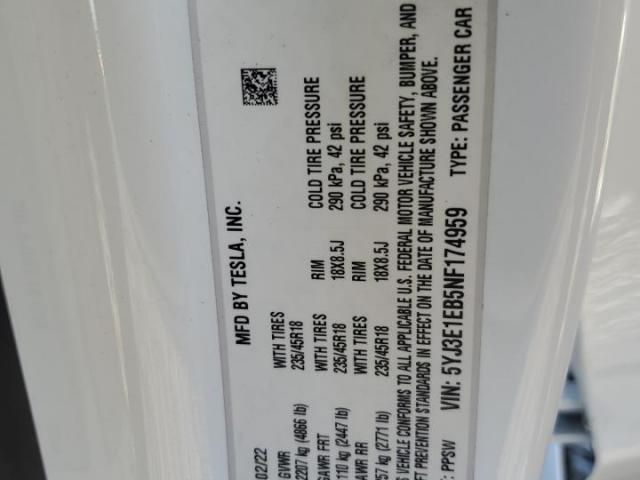 02/22 MFD BY TESLA, INC.
GVWR WITH TIRES RIM COLD TIRE PRESSURE
2207 kg (4866 lb) 235/45R18 18X8.5J 290 kPa, 42 psi
GAWR FRT WITH TIRES RIM COLD TIRE PRESSURE
110 kg (2447 lb) 235/45R18 18X8.5J 290 kPa, 42 psi
AWR RR
257 kg (2771 lb) 235/45R18
S VEHICLE CONFORMS TO ALL APPLICABLE U.S. FEDERAL MOTOR VEHICLE SAFETY, BUMPER, AND
FT PREVENTION STANDARDS IN EFFECT ON THE DATE OF MANUFACTURE SHOWN ABOVE.
: PPSW VIN: 5YJ3E1EB5NF174959 TYPE: PASSENGER CAR